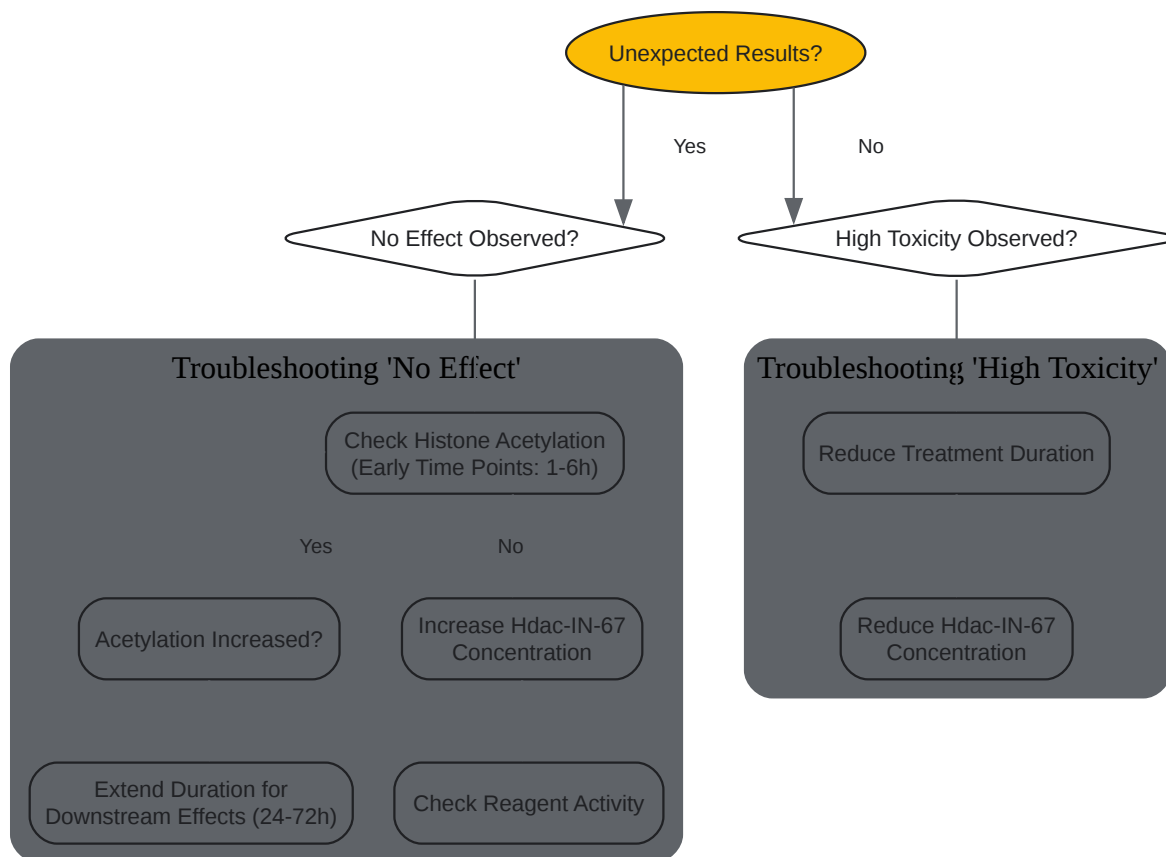 Unexpected Results?
Yes
No
No Effect Observed?
High Toxicity Observed?
Troubleshooting 'No Effect'
Troubleshooting 'High Toxicity'
Check Histone Acetylation
(Early Time Points: 1-6h)
Reduce Treatment Duration
Yes
No
Acetylation Increased?
Increase Hdac-IN-67
Concentration
Reduce Hdac-IN-67
Concentration
Extend Duration for
Downstream Effects (24-72h)
Check Reagent Activity